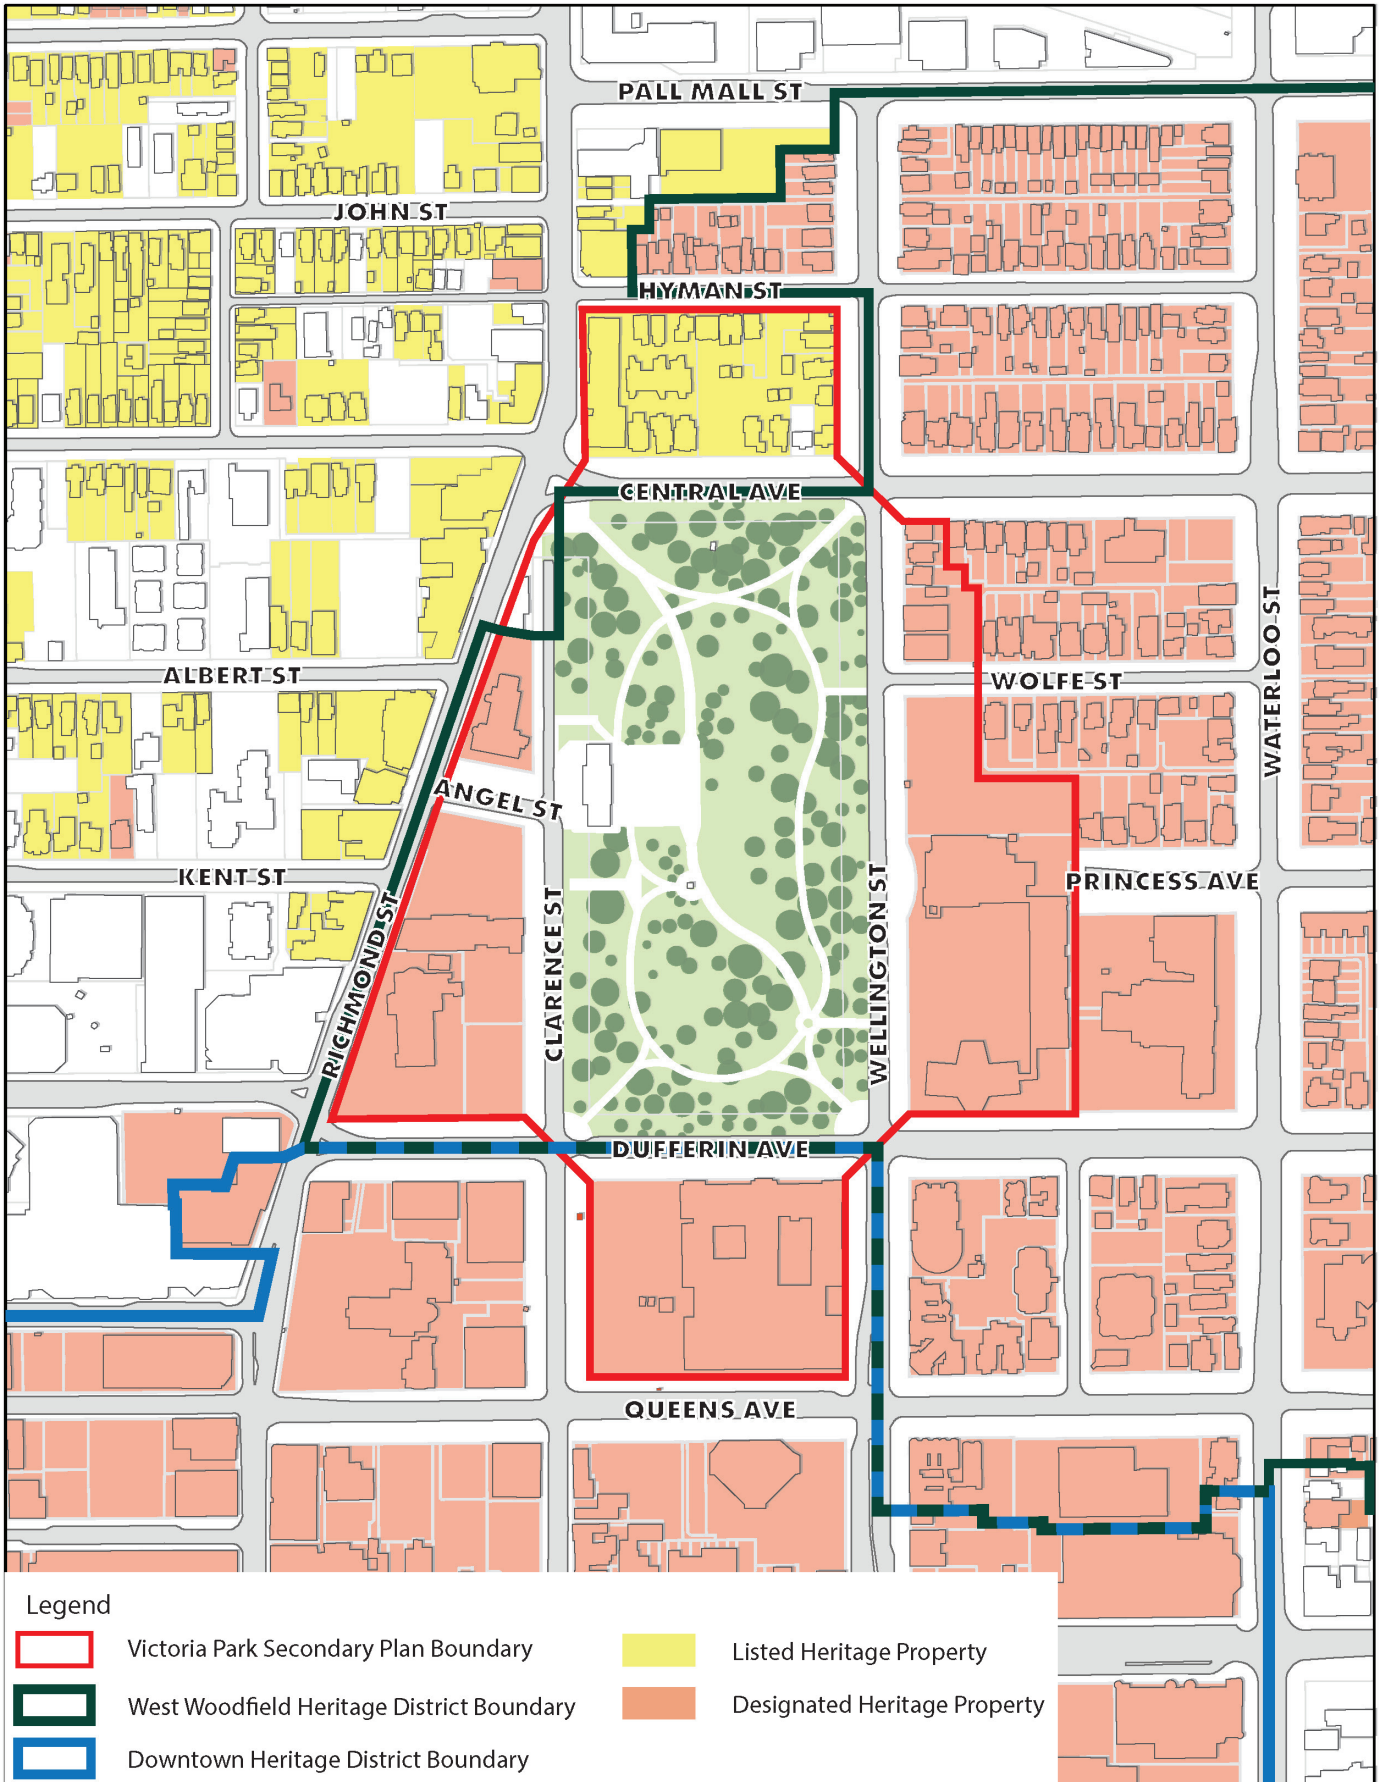 PALL MALL ST
JOHN ST
HYMAN ST
CENTRAL AVE
ALBERT ST
WOLFE ST
WATERLOO ST
ANGEL ST
KENT ST
PRINCESS AVE
RICHMOND ST
CLARENCE ST
WELLINGTON ST
DUFFERIN AVE
QUEENS AVE
Legend
Victoria Park Secondary Plan Boundary
West Woodfield Heritage District Boundary
Downtown Heritage District Boundary
Listed Heritage Property
Designated Heritage Property